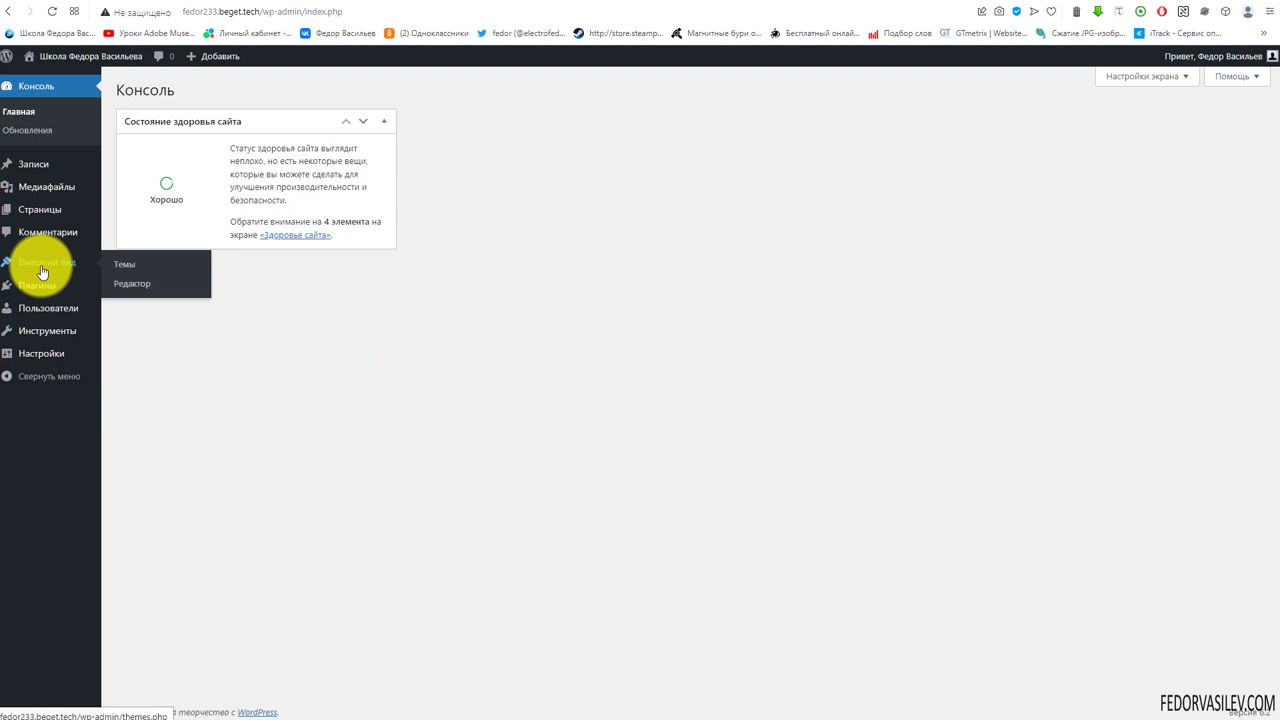 Не защищено fedor233.beget.tech/wp-admin/index.php
Школа Федора Вас... Уроки Adobe Muse... Личный кабинет -... Федор Васильев (2) Одноклассники fedor (@electrofed... http://store.steamp... Магнитные бури о... Бесплатный онлай... Подбор слов GT GTmetrix | Website... Сжатие JPG-изобр... iTrack - Сервис оп... »
Школа Федора Васильева 0 Добавить Привет, Федор Васильев
Настройки экрана Помощь
Консоль
Главная
Обновления
Записи
Медиафайлы
Страницы
Комментарии
Внешний вид
Плагины
Пользователи
Инструменты
Настройки
Свернуть меню
Темы
Редактор
Консоль
Состояние здоровья сайта
Хорошо
Статус здоровья сайта выглядит
неплохо, но есть некоторые вещи,
которые вы можете сделать для
улучшения производительности и
безопасности.
Обратите внимание на 4 элемента на
экране «Здоровье сайта».
FEDORVASILEV.COM
Версия 6.2
а творчество с WordPress.
fedor233.beget.tech/wp-admin/themes.php